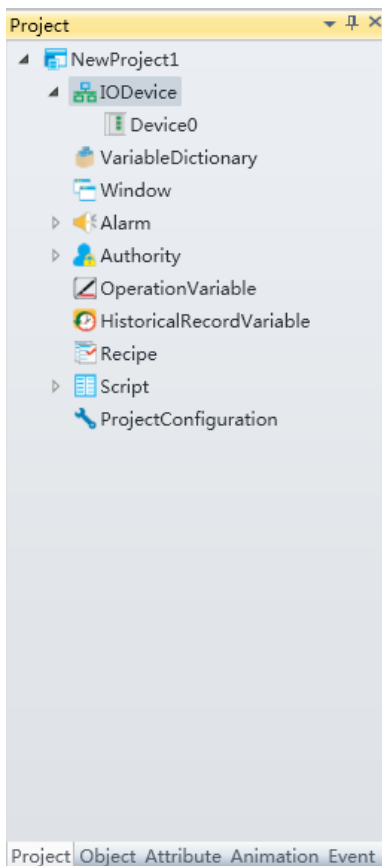 Project
NewProject1
IODevice
Device0
VariableDictionary
Window
Alarm
Authority
OperationVariable
HistoricalRecordVariable
Recipe
Script
ProjectConfiguration
Project Object Attribute Animation Event